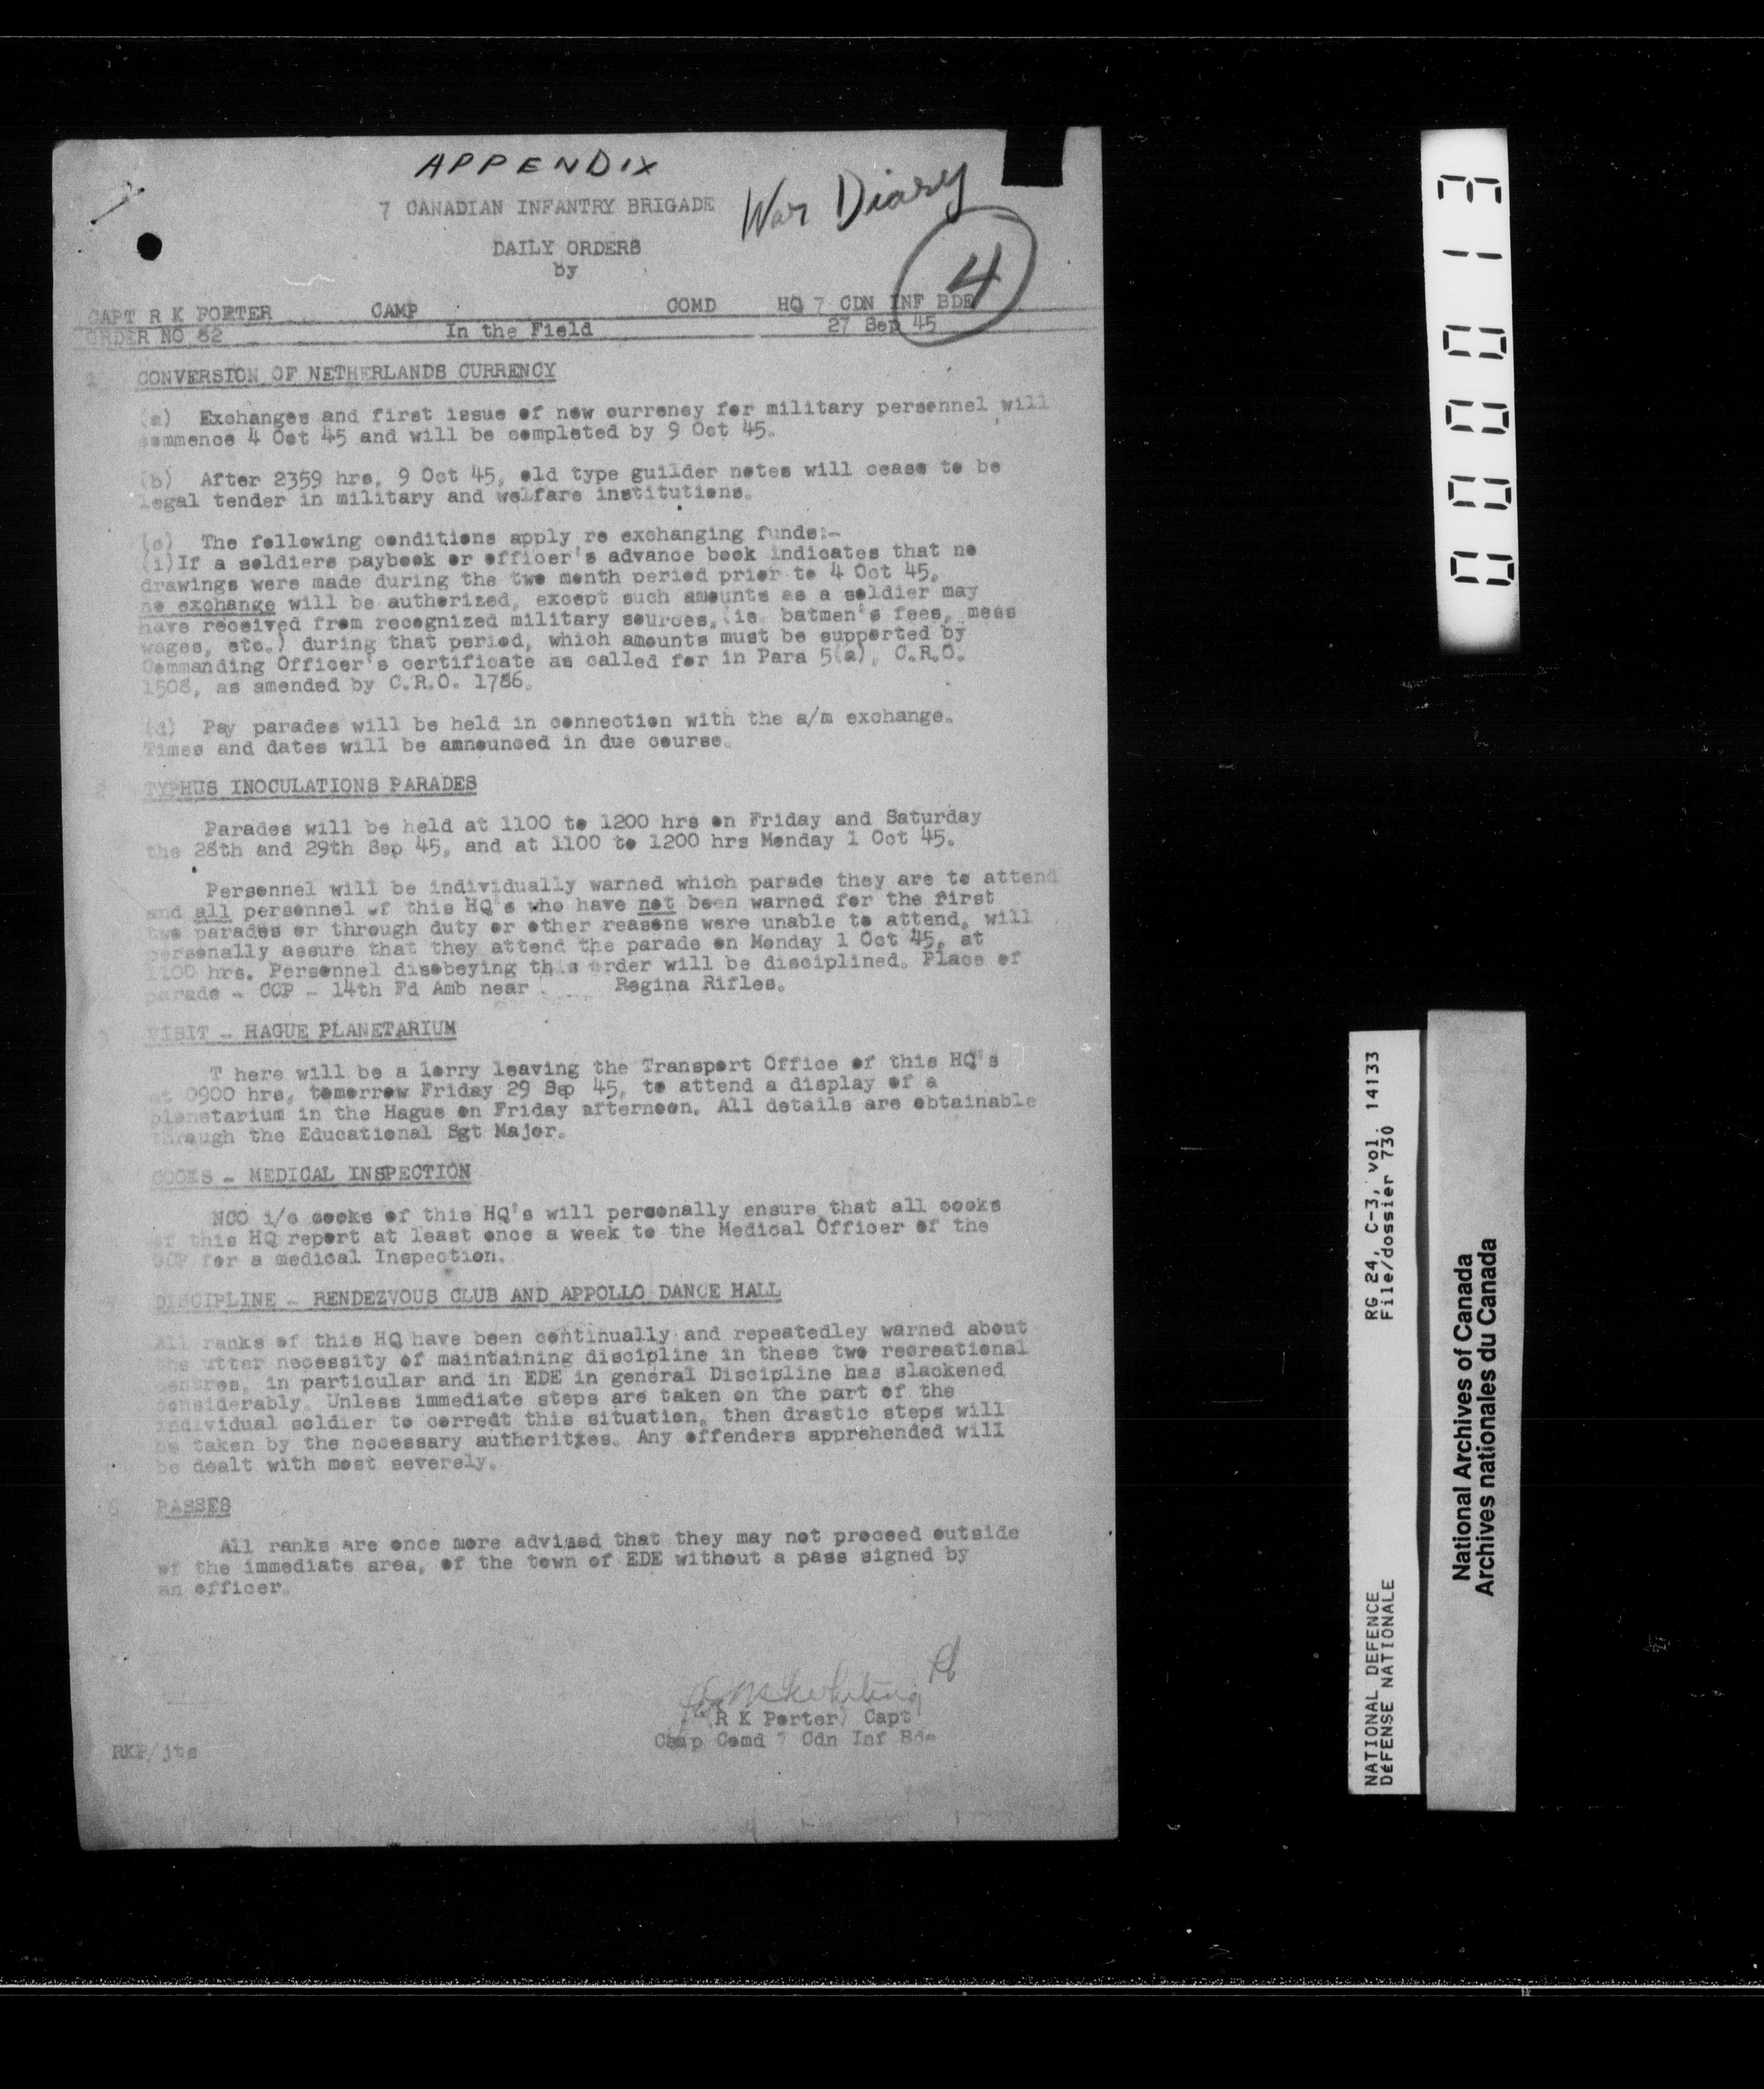 APPENDIX
War Diary
4
7 CANADIAN INFANTRY BRIGADE
DAILY ORDERS
by
CAPT R K PORTER CAMP COMD HQ 7 CDN INF BDE
ORDER NO 82 In the Field 27 Sep 45
1 CONVERSION OF NETHERLANDS CURRENCY
(a) Exchanges and first issue of new currency for military personnel will
commence 4 Oct 45 and will be completed by 9 Oct 45.
(b) After 2359 hrs, 9 Oct 45, old type guilder notes will cease to be
legal tender in military and welfare institutions.
(c) The following conditions apply re exchanging funds:-
(i) If a soldiers paybook or officer's advance book indicates that no
drawings were made during the two month period prior to 4 Oct 45,
no exchange will be authorized, except such amounts as a soldier may
have received from recognized military sources, (ie batmen's fees, mess
wages, etc.) during that period, which amounts must be supported by
Commanding Officer's certificate as called for in Para 5(a), C.R.O.
1508, as amended by C.R.O. 1786.
(d) Pay parades will be held in connection with the a/m exchange.
Times and dates will be amnounced in due course.
TYPHUS INOCULATIONS PARADES
Parades will be held at 1100 to 1200 hrs on Friday and Saturday
the 28th and 29th Sep 45, and at 1100 to 1200 hrs Monday 1 Oct 45.
Personnel will be individually warned which parade they are to attend
and all personnel of this HQ's who have not been warned for the first
two parades or through duty or other reasons were unable to attend, will
personally assure that they attend the parade on Monday 1 Oct 45, at
1100 hrs. Personnel disobeying this order will be disciplined. Place of
parade - CCP - 14th Fd Amb near Regina Rifles.
VISIT - HAGUE PLANETARIUM
T here will be a lorry leaving the Transport Office of this HQ's
at 0900 hrs, tomorrow Friday 29 Sep 45, to attend a display of a
planetarium in the Hague on Friday afternoon. All details are obtainable
through the Educational Sgt Major.
COOKS - MEDICAL INSPECTION
NCO i/c cooks of this HQ's will personally ensure that all cooks
of this HQ report at least once a week to the Medical Officer of the
CCP for a medical Inspection.
DISCIPLINE - RENDEZVOUS CLUB AND APPOLLO DANCE HALL
All ranks of this HQ have been continually and repeatedley warned about
the utter necessity of maintaining discipline in these two recreational
centres, in particular and in EDE in general Discipline has slackened
considerably. Unless immediate steps are taken on the part of the
individual soldier to corredt this situation, then drastic steps will
be taken by the necessary authoritxes. Any offenders apprehended will
be dealt with most severely.
6 PASSES
All ranks are once more advised that they may not proceed outside
of the immediate area, of the town of EDE without a pass signed by
an officer.
(R K Porter) Capt
Camp Comd 7 Cdn Inf Bde
RKP/jts
00013
RG 24, C-3, vol. 14133
File/dossier 730
NATIONAL DEFENCE
DÉFENSE NATIONALE
National Archives of Canada
Archives nationales du Canada